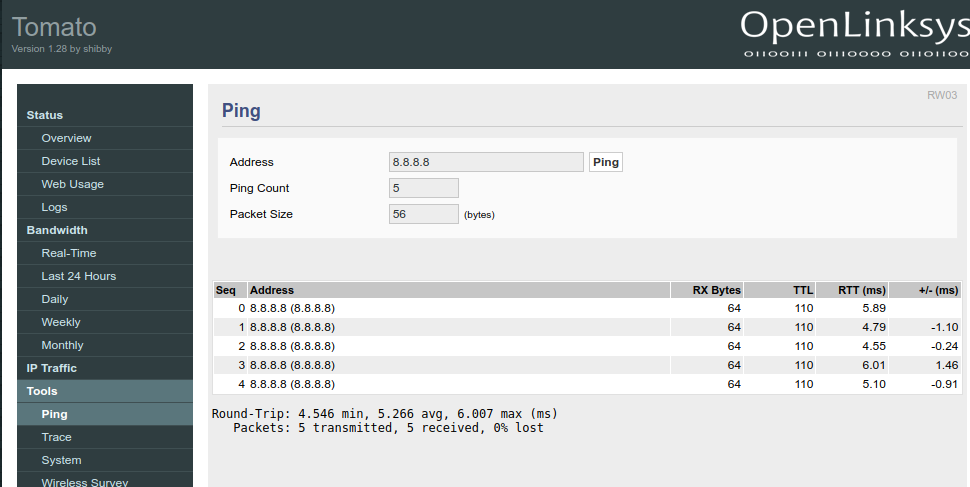 Tomato
Version 1.28 by shibby
OpenLinksys
01100111 01110000 0110110
RW03
Status
Overview
Device List
Web Usage
Logs
Bandwidth
Real-Time
Last 24 Hours
Daily
Weekly
Monthly
IP Traffic
Tools
Ping
Trace
System
Wireless Survey
Ping
Address 8.8.8.8 Ping
Ping Count 5
Packet Size 56 (bytes)
Seq Address RX Bytes TTL RTT (ms) +/- (ms)
0 8.8.8.8 (8.8.8.8) 64 110 5.89
1 8.8.8.8 (8.8.8.8) 64 110 4.79 -1.10
2 8.8.8.8 (8.8.8.8) 64 110 4.55 -0.24
3 8.8.8.8 (8.8.8.8) 64 110 6.01 1.46
4 8.8.8.8 (8.8.8.8) 64 110 5.10 -0.91
Round-Trip: 4.546 min, 5.266 avg, 6.007 max (ms)
Packets: 5 transmitted, 5 received, 0% lost